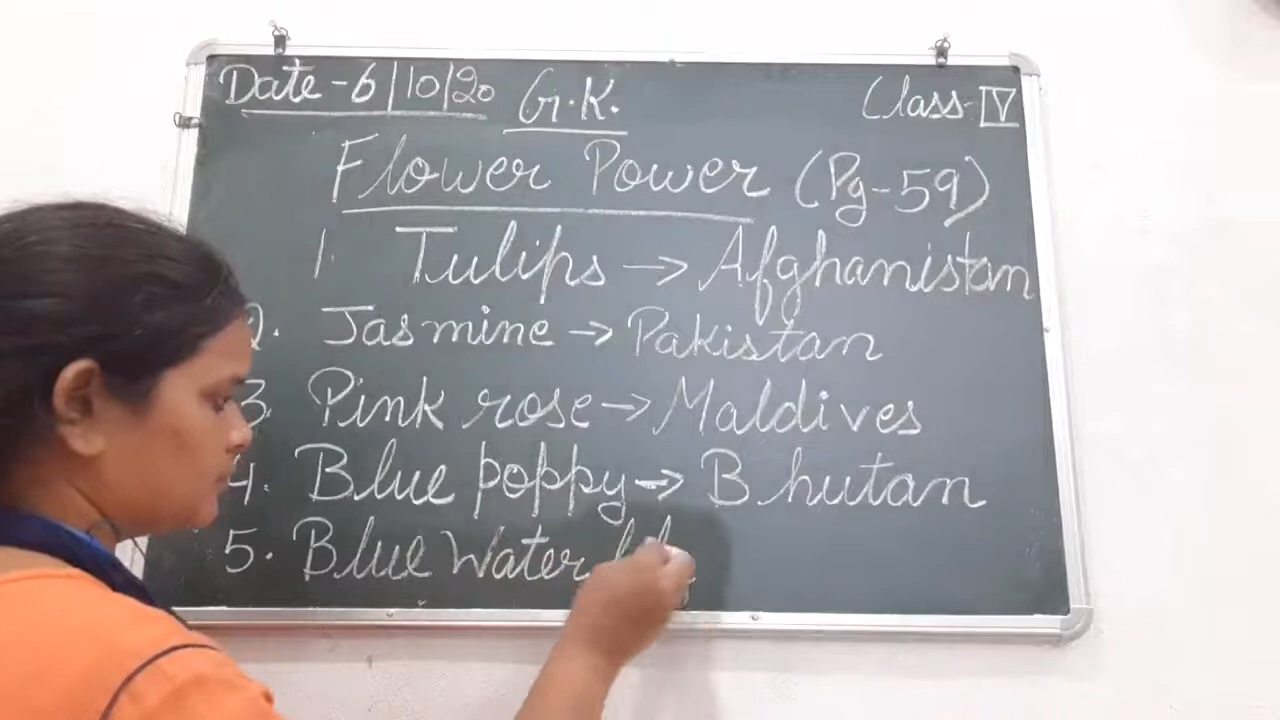 Date - 6/10/20 G.K. Class - V
Flower Power (Pg - 59)
1. Tulips → Afghanistan
2. Jasmine → Pakistan
3. Pink rose → Maldives
4. Blue poppy → Bhutan
5. Blue Water